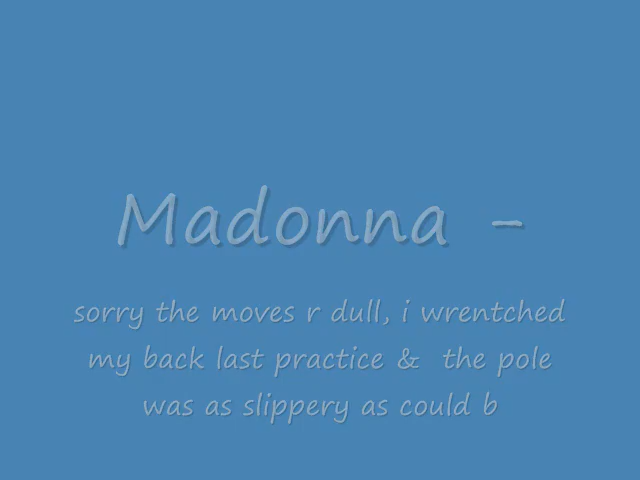 Madonna -
sorry the moves r dull, i wrentched
my back last practice & the pole
was as slippery as could b